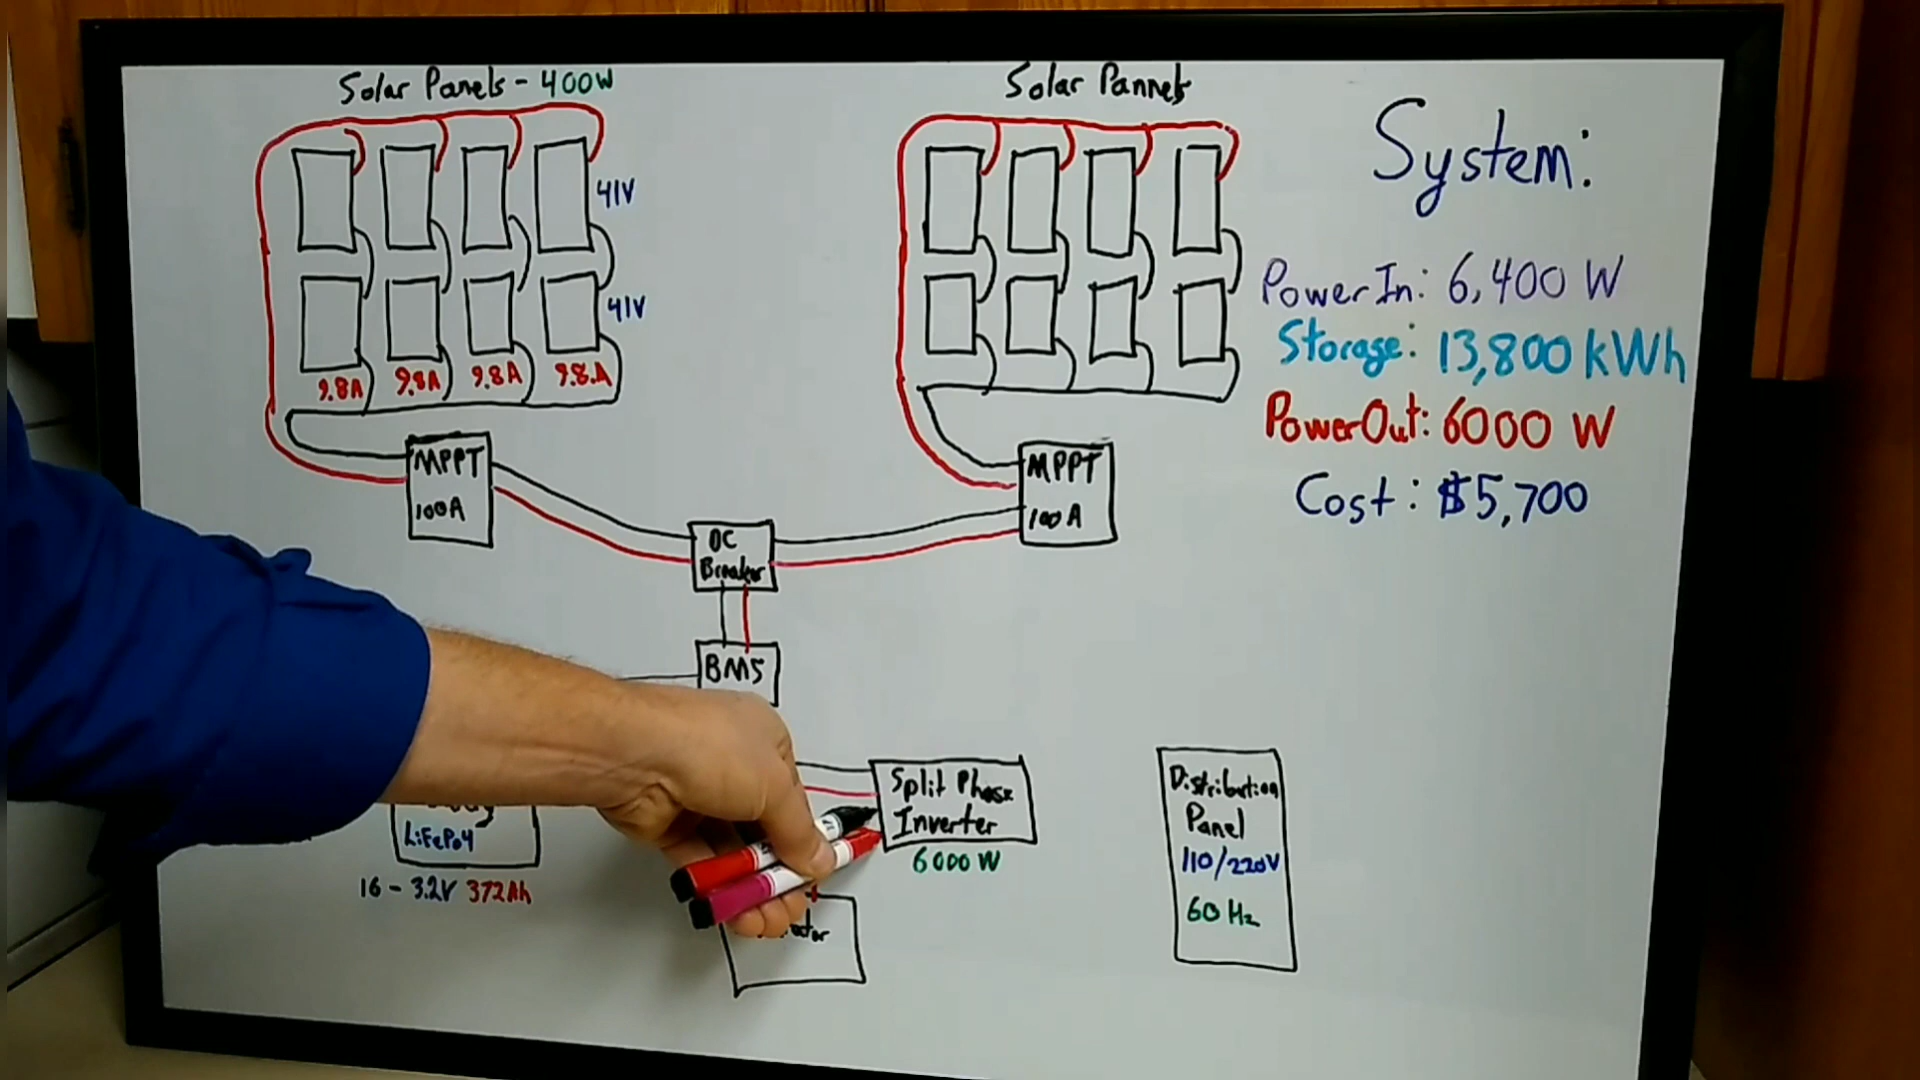 Solar Panels - 400W
41V
41V
9.8A 9.8A 9.8A 9.8A
MPPT
100A
Solar Pannels
MPPT
100A
DC
Breaker
BMS
LiFePo4
16 - 3.2V 372Ah
Split Phase
Inverter
6000 W
Distribution
Panel
110/220V
60 Hz
System:
Power In: 6,400 W
Storage: 13,800 kWh
Power Out: 6000 W
Cost: $5,700